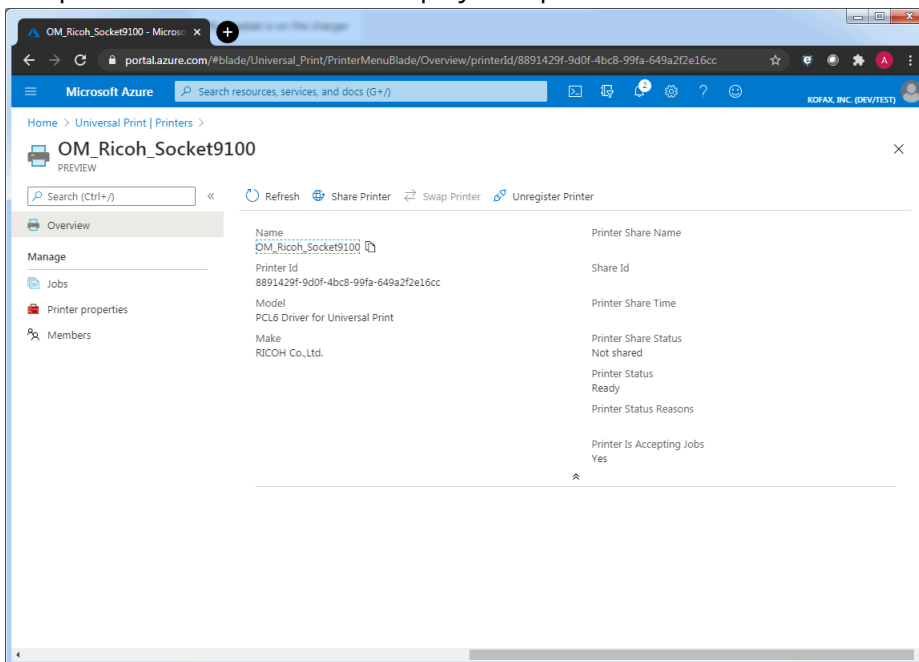 OM_Ricoh_Socket9100 - Microso
portal.azure.com/#blade/Universal_Print/PrinterMenuBlade/Overview/printerId/8891429f-9d0f-4bc8-99fa-649a2f2e16cc
A
Microsoft Azure
Search resources, services, and docs (G+/)
2
KOFAX, INC. (DEV/TEST)
Home > Universal Print | Printers >
OM_Ricoh_Socket9100
PREVIEW
Search (Ctrl+/)
Refresh Share Printer Swap Printer Unregister Printer
Overview
Manage
Jobs
Printer properties
Members
Name
OM_Ricoh_Socket9100
Printer Id
8891429f-9d0f-4bc8-99fa-649a2f2e16cc
Model
PCL6 Driver for Universal Print
Make
RICOH Co.,Ltd.
Printer Share Name
Share Id
Printer Share Time
Printer Share Status
Not shared
Printer Status
Ready
Printer Status Reasons
Printer Is Accepting Jobs
Yes